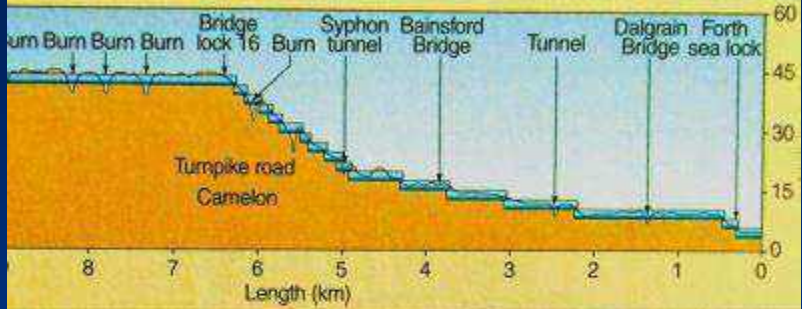 Bridge
lock 16
Syphon
tunnel
Bainsford
Bridge
Dalgrain
Bridge
Forth
sea lock
Burn Burn Burn
Burn
Tunnel
Turnpike road
Camelon
60
45
30
15
0
8 7 6 5 4 3 2 1 0
Length (km)